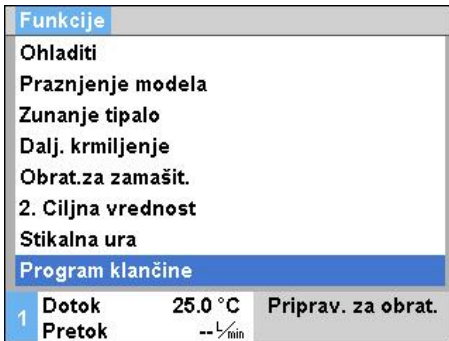 Funkcije
Ohladiti
Praznjenje modela
Zunanje tipalo
Dalj. krmiljenje
Obrat.za zamašit.
2. Ciljna vrednost
Stikalna ura
Program klančine
1 Dotok 25.0 °C Priprav. za obrat.
Pretok -- L/min